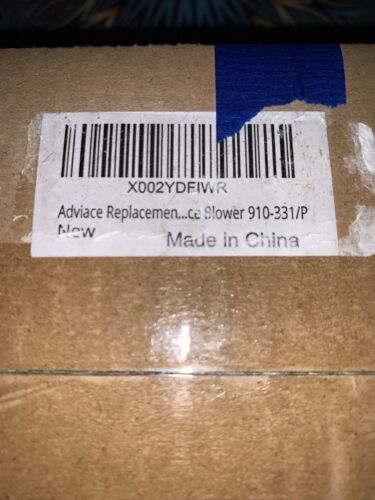 X002YDFIWR
Adviace Replacemen...ce Blower 910-331/P
New
Made in China